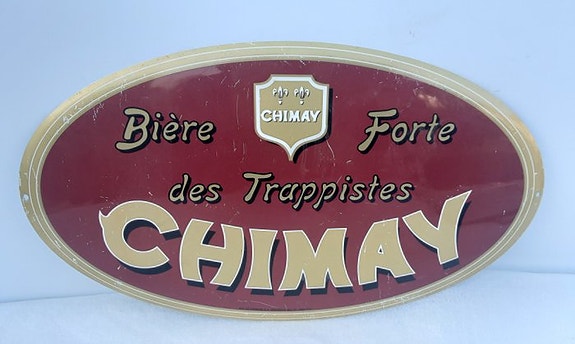 CHIMAY
Bière Forte
des Trappistes
CHIMAY